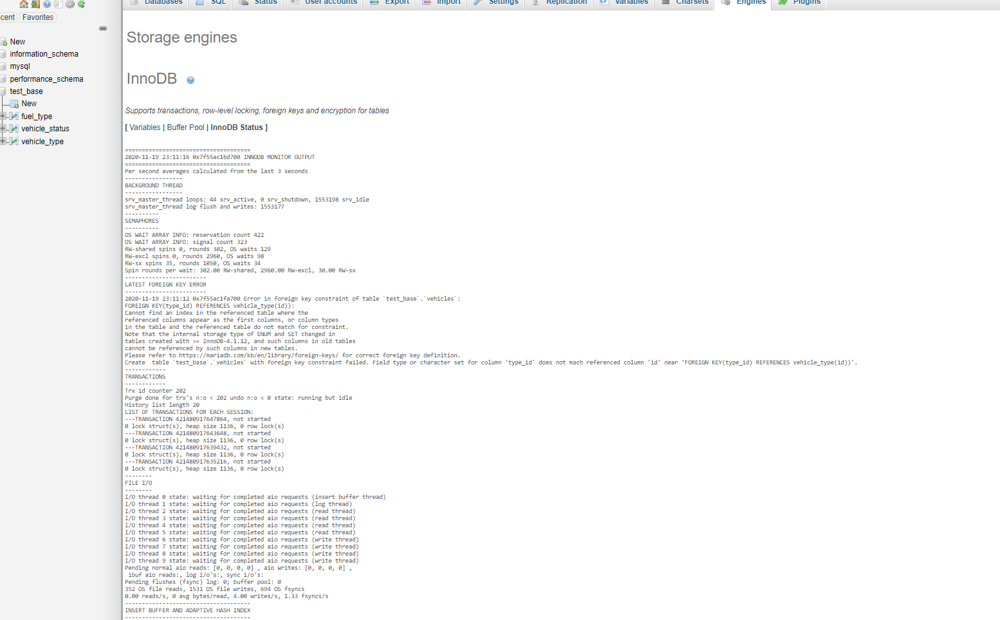 Databases SQL Status User accounts Export Import Settings Replication Variables Charsets Engines Plugins
cent Favorites
New
information_schema
mysql
performance_schema
test_base
New
fuel_type
vehicle_status
vehicle_type
Storage engines
InnoDB
Supports transactions, row-level locking, foreign keys and encryption for tables
[ Variables | Buffer Pool | InnoDB Status ]
=====================================
2020-11-19 23:11:16 0x7f55ac1bd700 INNODB MONITOR OUTPUT
=====================================
Per second averages calculated from the last 3 seconds
-----------------
BACKGROUND THREAD
-----------------
srv_master_thread loops: 44 srv_active, 0 srv_shutdown, 1553198 srv_idle
srv_master_thread log flush and writes: 1553177
----------
SEMAPHORES
----------
OS WAIT ARRAY INFO: reservation count 422
OS WAIT ARRAY INFO: signal count 323
RW-shared spins 0, rounds 302, OS waits 129
RW-excl spins 0, rounds 2960, OS waits 98
RW-sx spins 35, rounds 1050, OS waits 34
Spin rounds per wait: 302.00 RW-shared, 2960.00 RW-excl, 30.00 RW-sx
------------------------
LATEST FOREIGN KEY ERROR
------------------------
2020-11-19 23:11:12 0x7f55ac1fa700 Error in foreign key constraint of table `test_base`.`vehicles`:
FOREIGN KEY(type_id) REFERENCES vehicle_type(id)):
Cannot find an index in the referenced table where the
referenced columns appear as the first columns, or column types
in the table and the referenced table do not match for constraint.
Note that the internal storage type of ENUM and SET changed in
tables created with >= InnoDB-4.1.12, and such columns in old tables
cannot be referenced by such columns in new tables.
Please refer to https://mariadb.com/kb/en/library/foreign-keys/ for correct foreign key definition.
Create  table `test_base`.`vehicles` with foreign key constraint failed. Field type or character set for column 'type_id' does not mach referenced column 'id' near 'FOREIGN KEY(type_id) REFERENCES vehicle_type(id))'.
------------
TRANSACTIONS
------------
Trx id counter 202
Purge done for trx's n:o < 202 undo n:o < 0 state: running but idle
History list length 20
LIST OF TRANSACTIONS FOR EACH SESSION:
---TRANSACTION 421480917647864, not started
0 lock struct(s), heap size 1136, 0 row lock(s)
---TRANSACTION 421480917643648, not started
0 lock struct(s), heap size 1136, 0 row lock(s)
---TRANSACTION 421480917639432, not started
0 lock struct(s), heap size 1136, 0 row lock(s)
---TRANSACTION 421480917635216, not started
0 lock struct(s), heap size 1136, 0 row lock(s)
--------
FILE I/O
--------
I/O thread 0 state: waiting for completed aio requests (insert buffer thread)
I/O thread 1 state: waiting for completed aio requests (log thread)
I/O thread 2 state: waiting for completed aio requests (read thread)
I/O thread 3 state: waiting for completed aio requests (read thread)
I/O thread 4 state: waiting for completed aio requests (read thread)
I/O thread 5 state: waiting for completed aio requests (read thread)
I/O thread 6 state: waiting for completed aio requests (write thread)
I/O thread 7 state: waiting for completed aio requests (write thread)
I/O thread 8 state: waiting for completed aio requests (write thread)
I/O thread 9 state: waiting for completed aio requests (write thread)
Pending normal aio reads: [0, 0, 0, 0] , aio writes: [0, 0, 0, 0] ,
ibuf aio reads:, log i/o's:, sync i/o's:
Pending flushes (fsync) log: 0; buffer pool: 0
352 OS file reads, 1531 OS file writes, 694 OS fsyncs
0.00 reads/s, 0 avg bytes/read, 4.00 writes/s, 1.33 fsyncs/s
-------------------------------------
INSERT BUFFER AND ADAPTIVE HASH INDEX
-------------------------------------